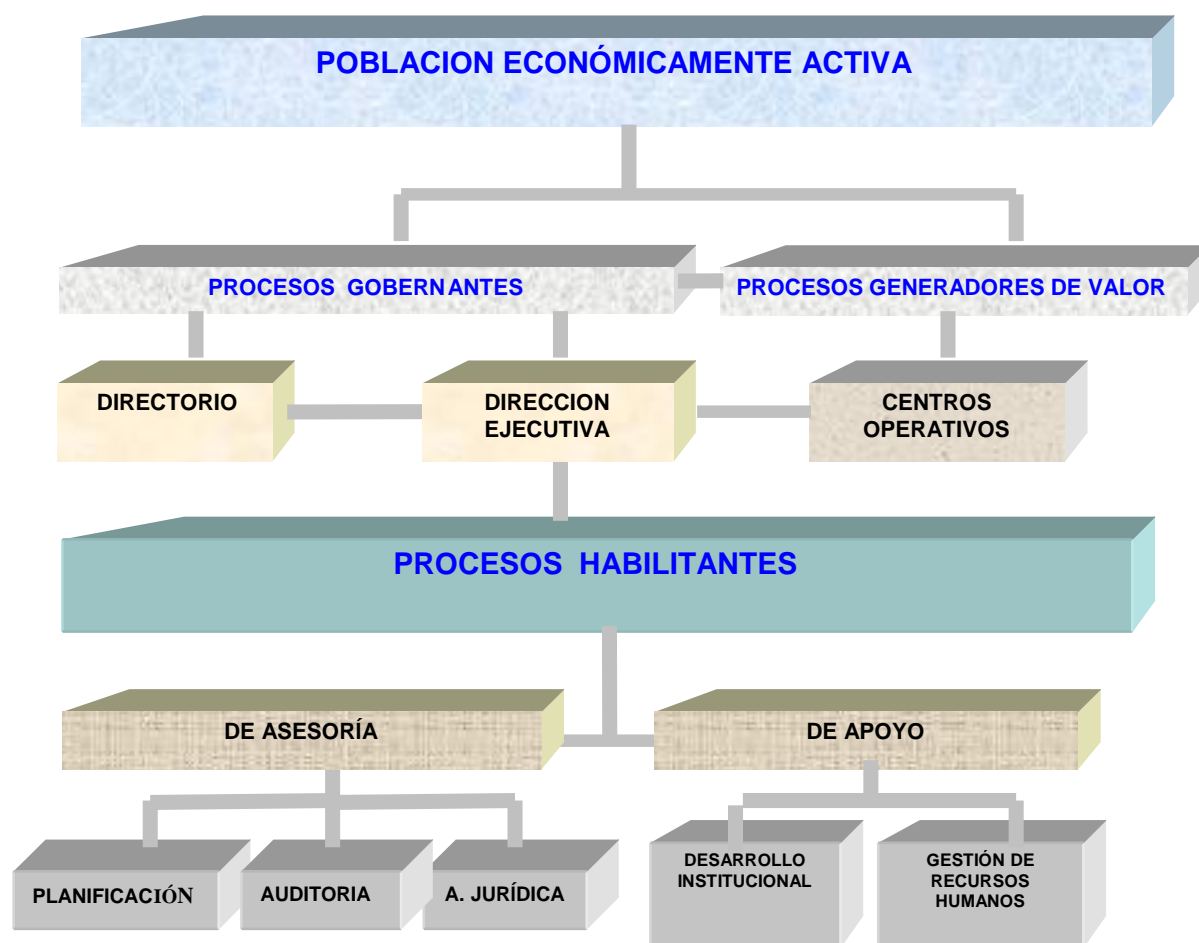 POBLACION ECONÓMICAMENTE ACTIVA
PROCESOS GOBERNANTES
PROCESOS GENERADORES DE VALOR
DIRECTORIO
DIRECCION
EJECUTIVA
CENTROS
OPERATIVOS
PROCESOS HABILITANTES
DE ASESORÍA
DE APOYO
PLANIFICACIÓN
AUDITORIA
A. JURÍDICA
DESARROLLO
INSTITUCIONAL
GESTIÓN DE
RECURSOS
HUMANOS